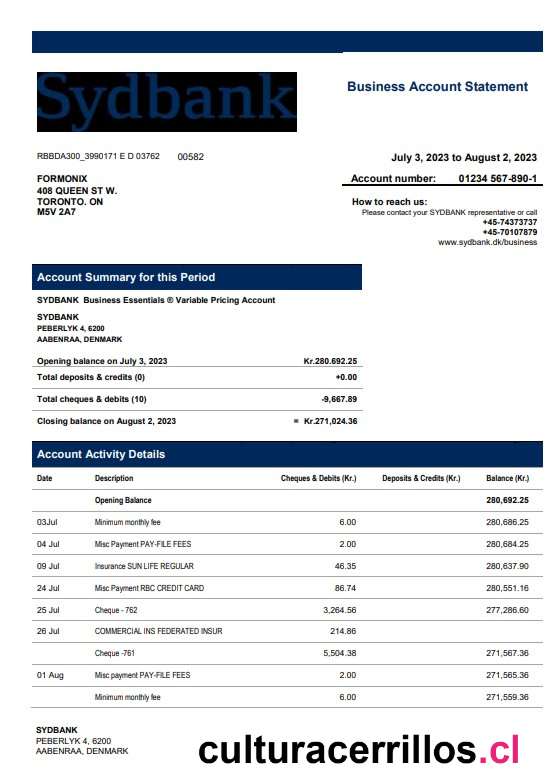 Sydbank
Business Account Statement
RBBDA300_3990171 E D 03762 00582
July 3, 2023 to August 2, 2023
FORMONIX
408 QUEEN ST W.
TORONTO. ON
M5V 2A7
Account number: 01234 567-890-1
How to reach us:
Please contact your SYDBANK representative or call
+45-74373737
+45-70107879
www.sydbank.dk/business
Account Summary for this Period
SYDBANK Business Essentials ® Variable Pricing Account
SYDBANK
PEBERLYK 4, 6200
AABENRAA, DENMARK
Opening balance on July 3, 2023 Kr.280.692.25
Total deposits & credits (0) +0.00
Total cheques & debits (10) -9,667.89
Closing balance on August 2, 2023 = Kr.271,024.36
Account Activity Details
Date Description Cheques & Debits (Kr.) Deposits & Credits (Kr.) Balance (Kr.)
Opening Balance 280,692.25
03Jul Minimum monthly fee 6.00 280,686.25
04 Jul Misc Payment PAY-FILE FEES 2.00 280,684.25
09 Jul Insurance SUN LIFE REGULAR 46.35 280,637.90
24 Jul Misc Payment RBC CREDIT CARD 86.74 280,551.16
25 Jul Cheque - 762 3,264.56 277,286.60
26 Jul COMMERCIAL INS FEDERATED INSUR 214.86
Cheque -761 5,504.38 271,567.36
01 Aug Misc payment PAY-FILE FEES 2.00 271,565.36
Minimum monthly fee 6.00 271,559.36
SYDBANK
PEBERLYK 4, 6200
AABENRAA, DENMARK
culturacerrillos.cl